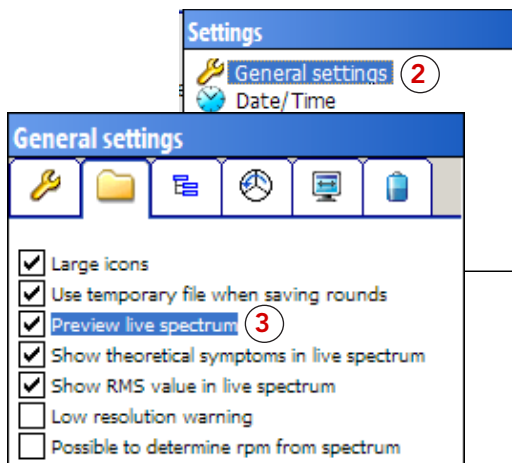 Settings
General settings 2
Date/Time
General settings
Large icons
Use temporary file when saving rounds
Preview live spectrum 3
Show theoretical symptoms in live spectrum
Show RMS value in live spectrum
Low resolution warning
Possible to determine rpm from spectrum